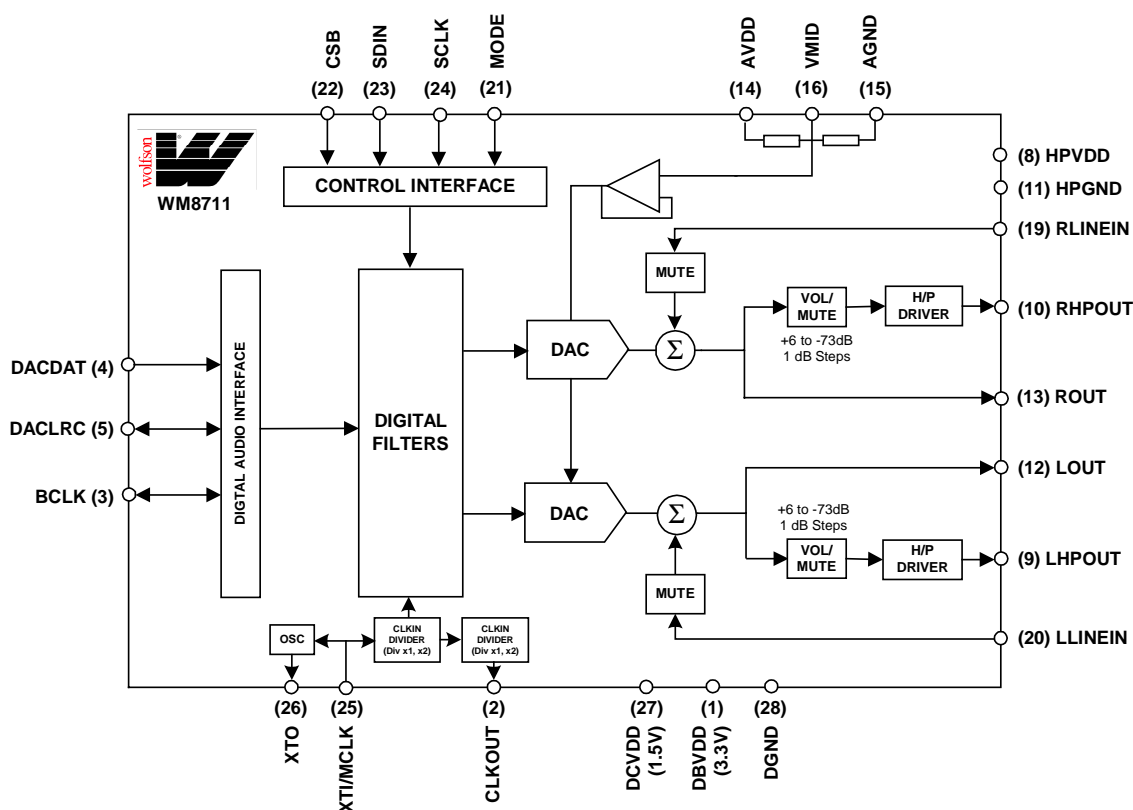 CSB
SDIN
SCLK
MODE
AVDD
VMID
AGND
(22)
(23)
(24)
(21)
(14)
(16)
(15)
wolfson
®
WM8711
CONTROL INTERFACE
(8) HPVDD
(11) HPGND
(19) RLINEIN
MUTE
VOL/
MUTE
H/P
DRIVER
(10) RHPOUT
+6 to -73dB
1 dB Steps
DAC
Σ
DACDAT (4)
(13) ROUT
DIGTAL AUDIO INTERFACE
DIGITAL
FILTERS
DACLRC (5)
(12) LOUT
BCLK (3)
DAC
Σ
+6 to -73dB
1 dB Steps
VOL/
MUTE
H/P
DRIVER
(9) LHPOUT
MUTE
OSC
CLKIN
DIVIDER
(Div x1, x2)
CLKIN
DIVIDER
(Div x1, x2)
(20) LLINEIN
(26)
(25)
(2)
(27)
(1)
(28)
XTO
XTI/MCLK
CLKOUT
DCVDD
(1.5V)
DBVDD
(3.3V)
DGND